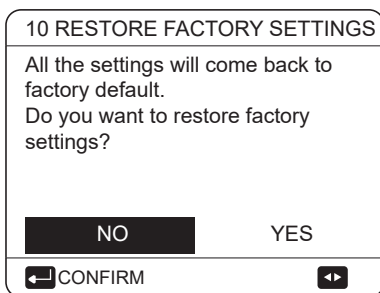 10 RESTORE FACTORY SETTINGS
All the settings will come back to
factory default.
Do you want to restore factory
settings?
NO YES
CONFIRM